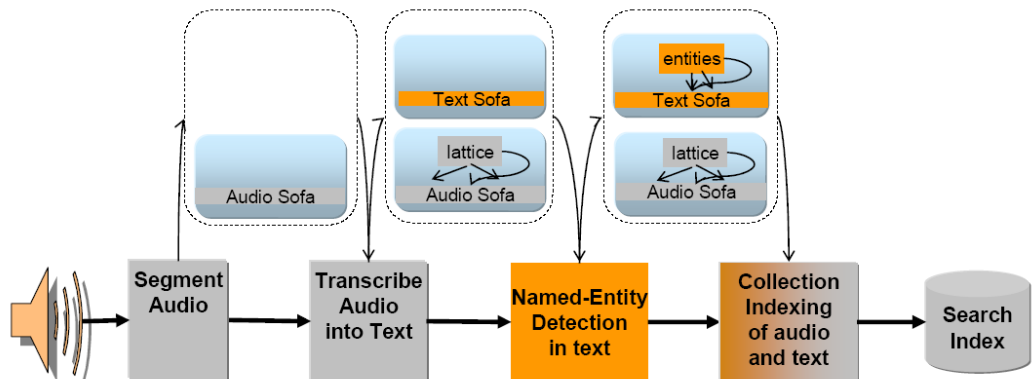 entities
Text Sofa
Text Sofa
lattice
lattice
Audio Sofa
Audio Sofa
Audio Sofa
Segment
Audio
Transcribe
Audio
into Text
Named-Entity
Detection
in text
Collection
Indexing
of audio
and text
Search
Index